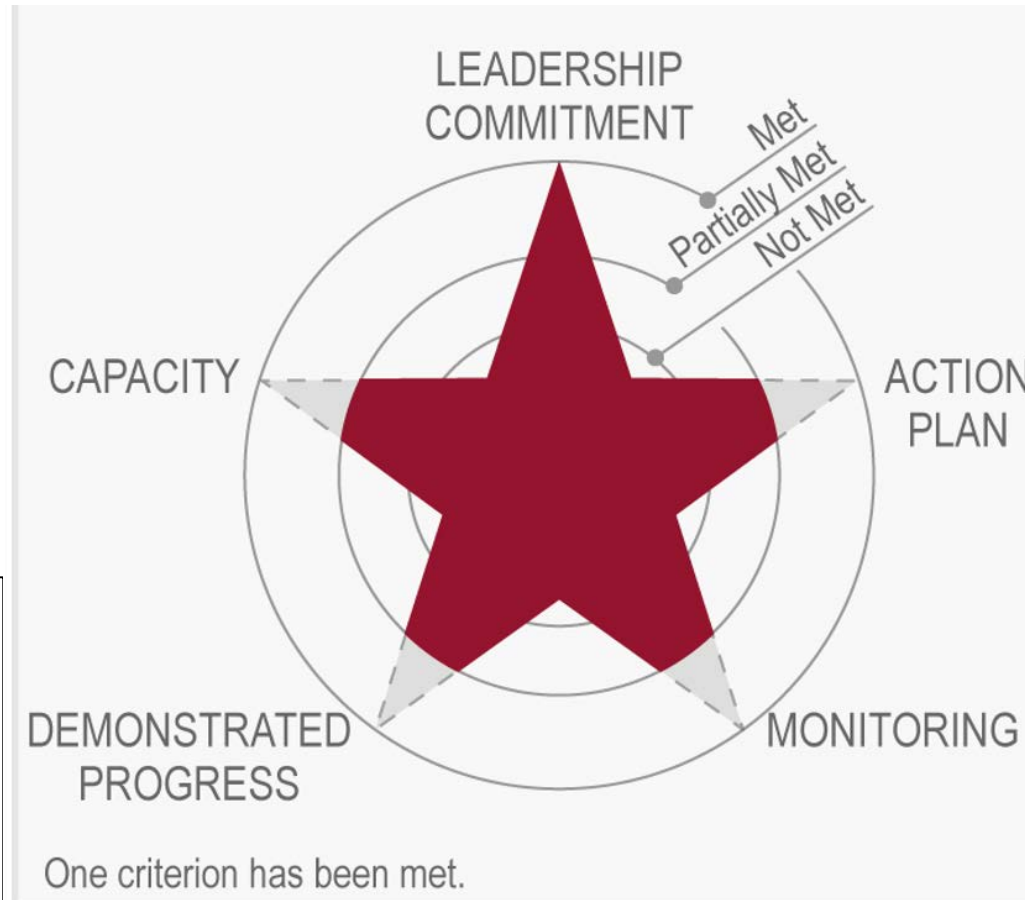 LEADERSHIP
COMMITMENT
Met
Partially Met
Not Met
CAPACITY
ACTION
PLAN
DEMONSTRATED
PROGRESS
MONITORING
One criterion has been met.